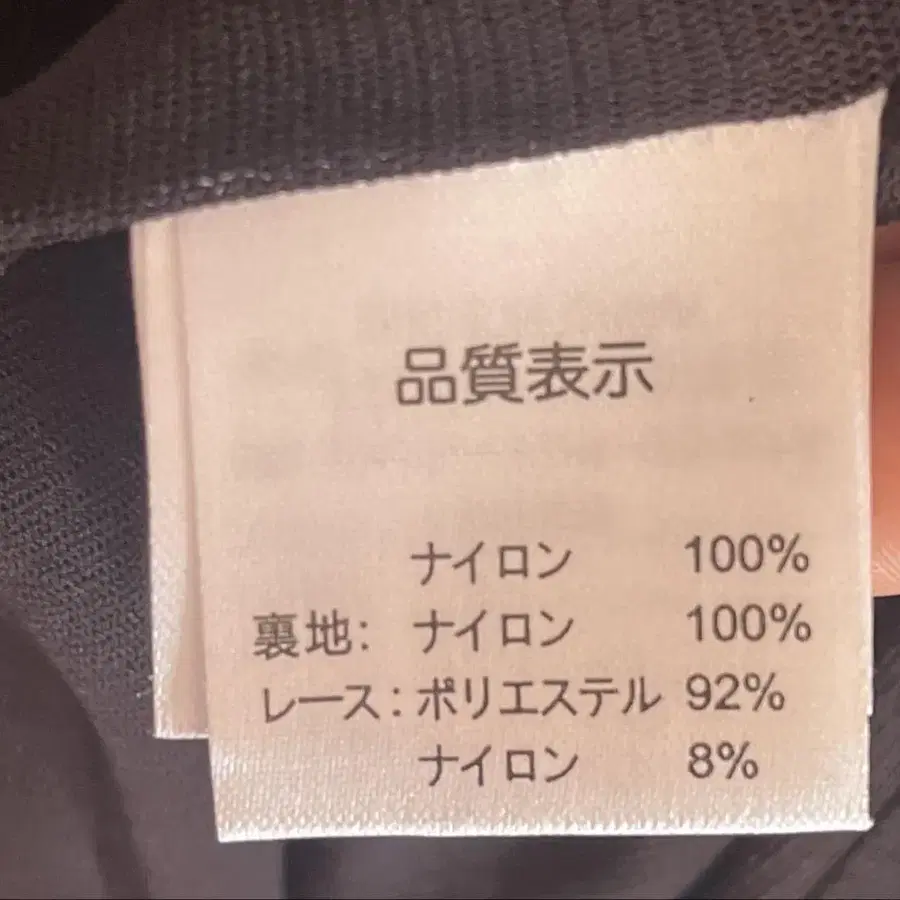 品質表示
ナイロン 100%
裏地: ナイロン 100%
レース: ポリエステル 92%
ナイロン 8%